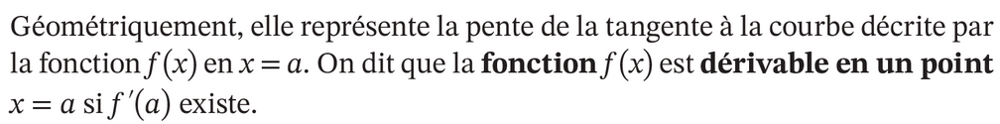 Géométriquement, elle représente la pente de la tangente à la courbe décrite par
la fonction f(x) en x = a. On dit que la fonction f(x) est dérivable en un point
x = a si f′(a) existe.